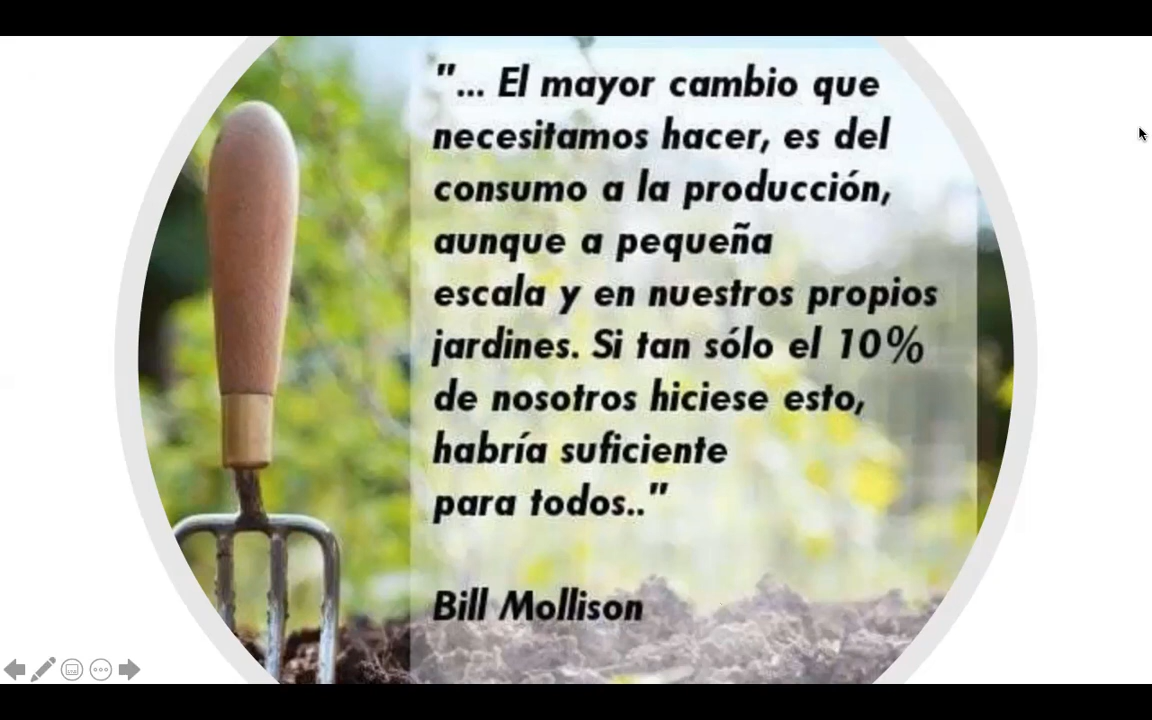 "... El mayor cambio que
necesitamos hacer, es del
consumo a la producción,
aunque a pequeña
escala y en nuestros propios
jardines. Si tan sólo el 10%
de nosotros hiciese esto,
habría suficiente
para todos.."
Bill Mollison